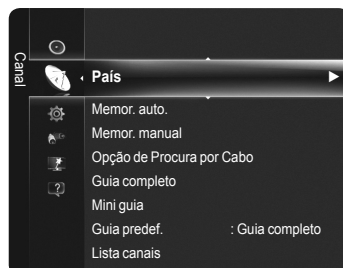 Canal
País
Memor. auto.
Memor. manual
Opção de Procura por Cabo
Guia completo
Mini guia
Guia predef. : Guia completo
Lista canais